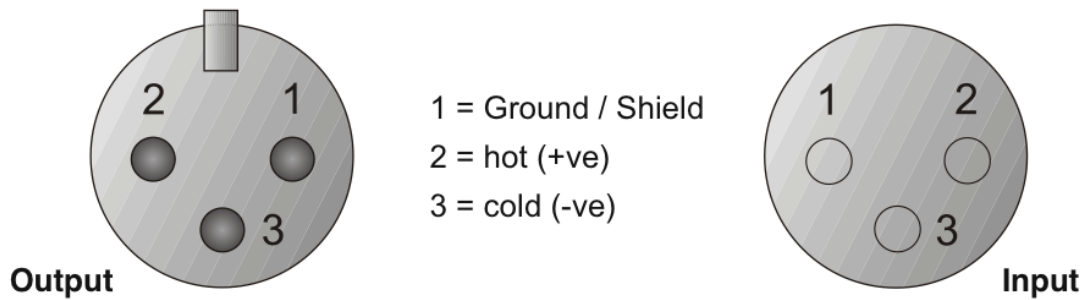 2 1
3
Output
1 = Ground / Shield
2 = hot (+ve)
3 = cold (-ve)
1 2
3
Input